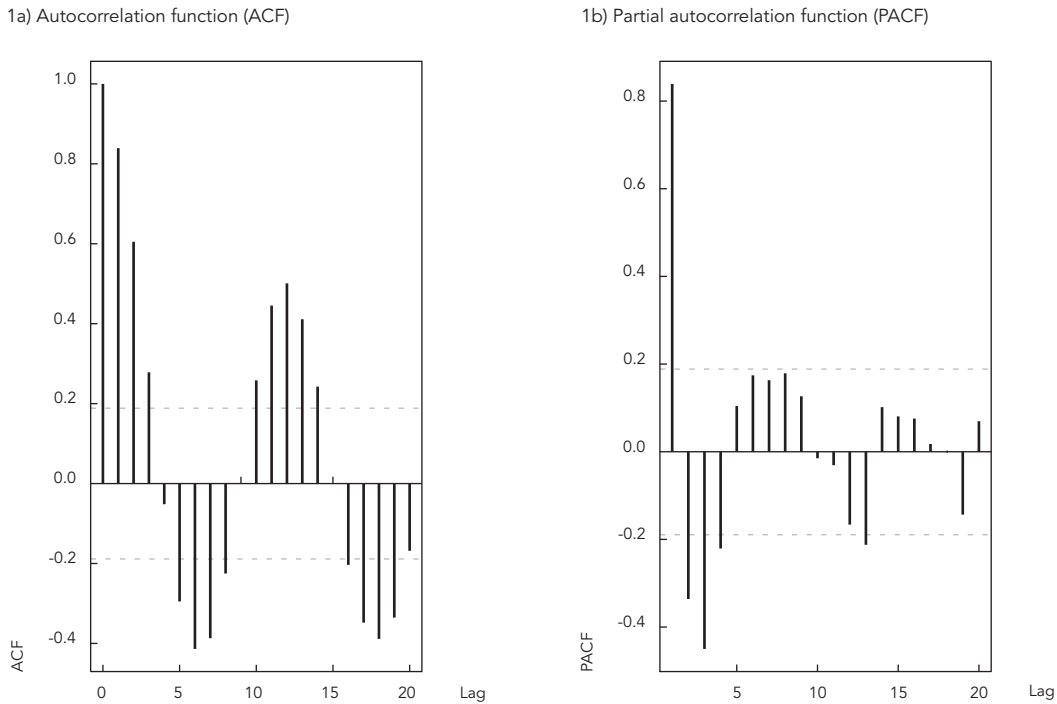 1a) Autocorrelation function (ACF)
1.0
0.8
0.6
0.4
0.2
0.0
-0.2
-0.4
ACF
0 5 10 15 20 Lag
1b) Partial autocorrelation function (PACF)
0.8
0.6
0.4
0.2
0.0
-0.2
-0.4
PACF
5 10 15 20 Lag